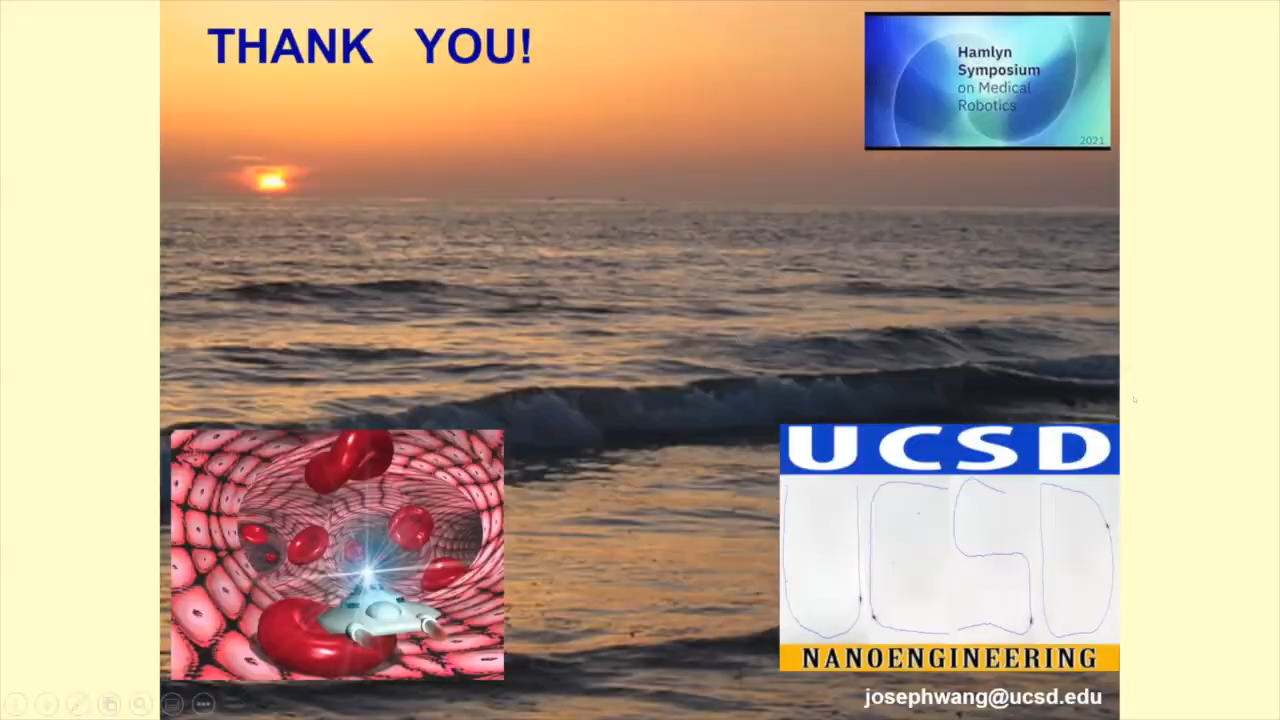 THANK YOU!
Hamlyn
Symposium
on Medical
Robotics
2021
UCSD
UCSD
NANOENGINEERING
josephwang@ucsd.edu